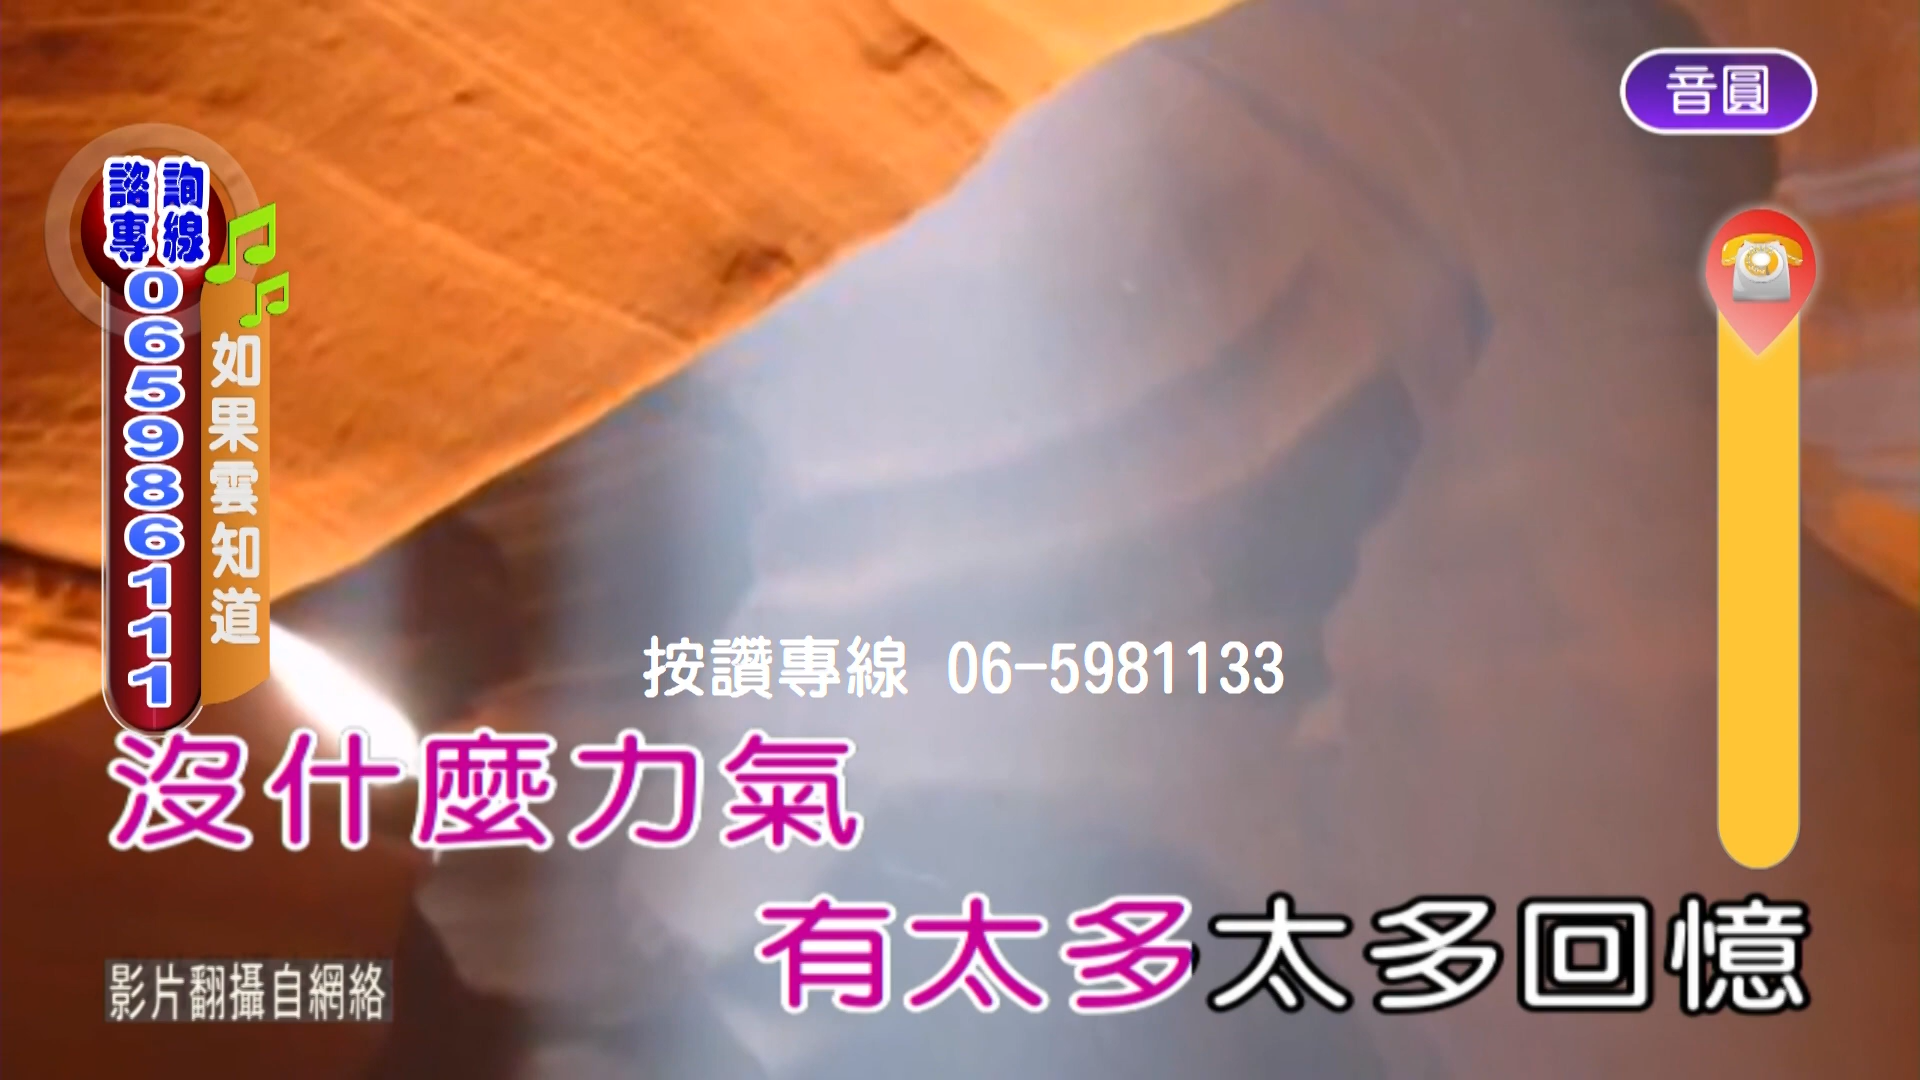 音圓
諮詢
專線
065986111
如果雲知道
按讚專線 06-5981133
沒什麼力氣
有太多太多回憶
影片翻攝自網絡